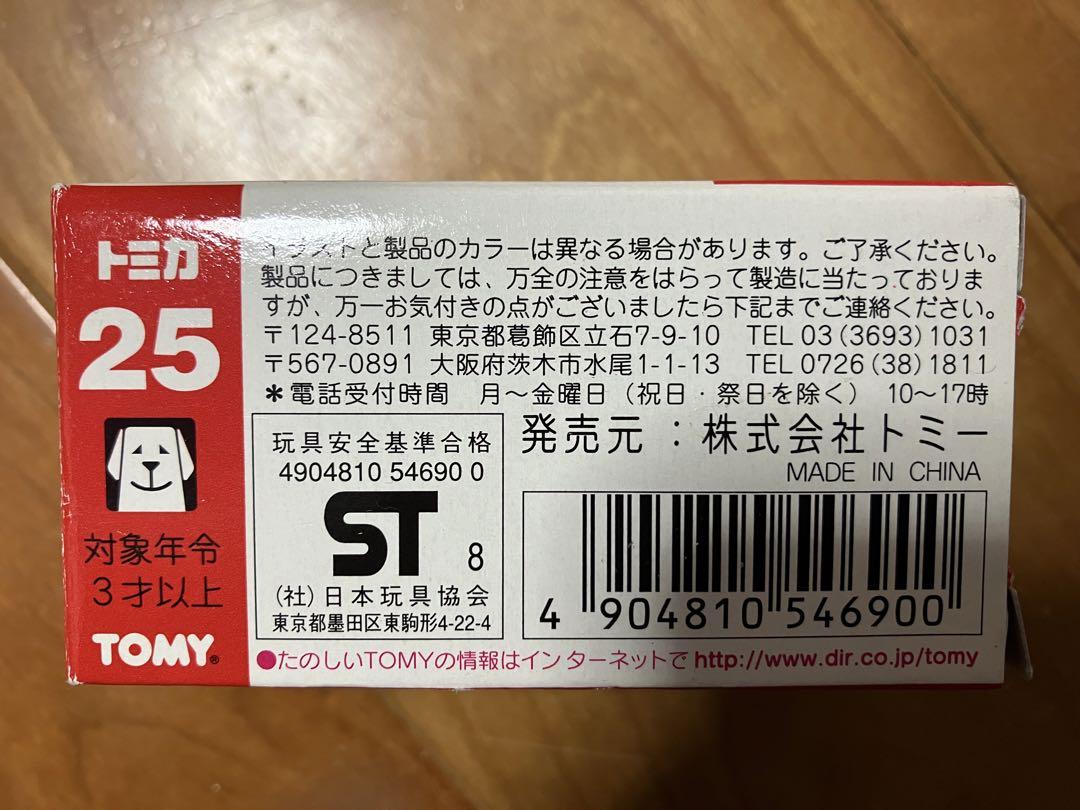 トミカ
25
対象年令
3才以上
TOMY®
イラストと製品のカラーは異なる場合があります。ご了承ください。
製品につきましては、万全の注意をはらって製造に当たっておりま
すが、万一お気付きの点がございましたら下記までご連絡ください。
〒124-8511 東京都葛飾区立石7-9-10 TEL 03(3693)1031
〒567-0891 大阪府茨木市水尾1-1-13 TEL 0726(38)1811
*電話受付時間 月〜金曜日(祝日・祭日を除く) 10〜17時
玩具安全基準合格
4904810 54690 0
ST 8
(社)日本玩具協会
東京都墨田区東駒形4-22-4
発売元:株式会社トミー
MADE IN CHINA
4 904810 546900
●たのしいTOMYの情報はインターネットで http://www.dir.co.jp/tomy